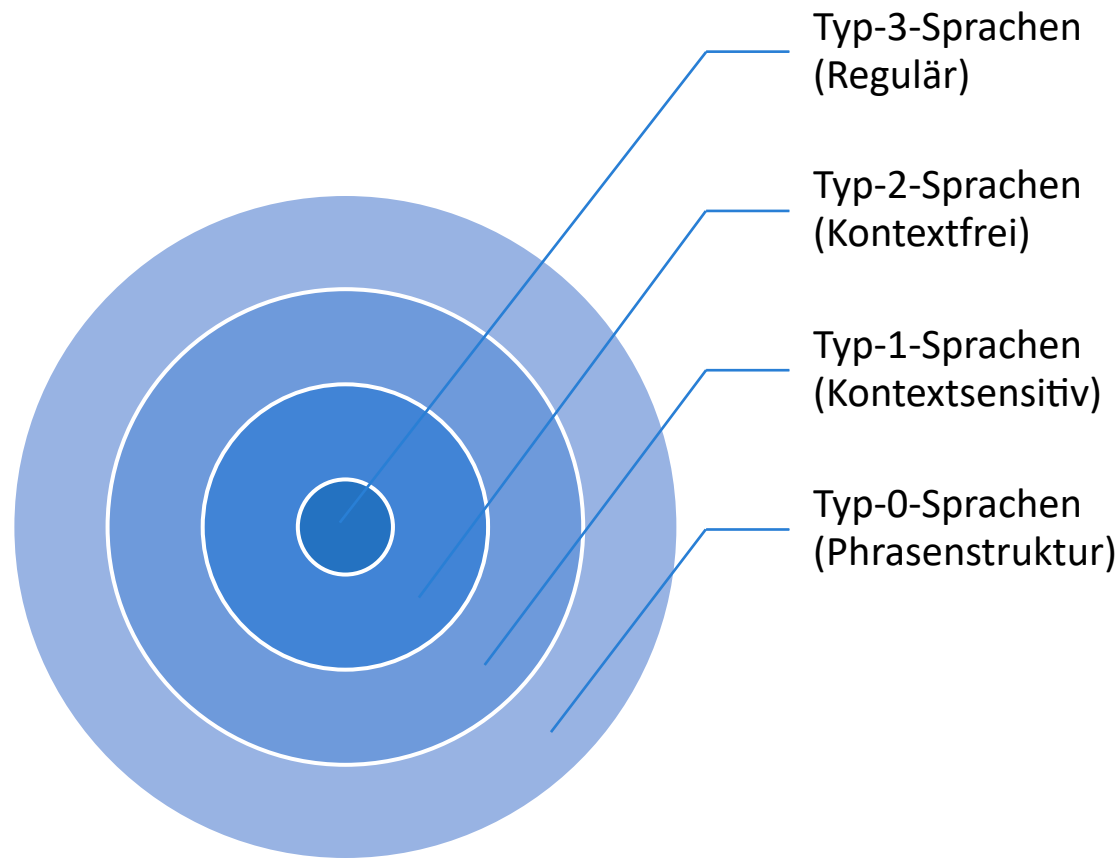 Typ-3-Sprachen
(Regulär)
Typ-2-Sprachen
(Kontextfrei)
Typ-1-Sprachen
(Kontextsensitiv)
Typ-0-Sprachen
(Phrasenstruktur)